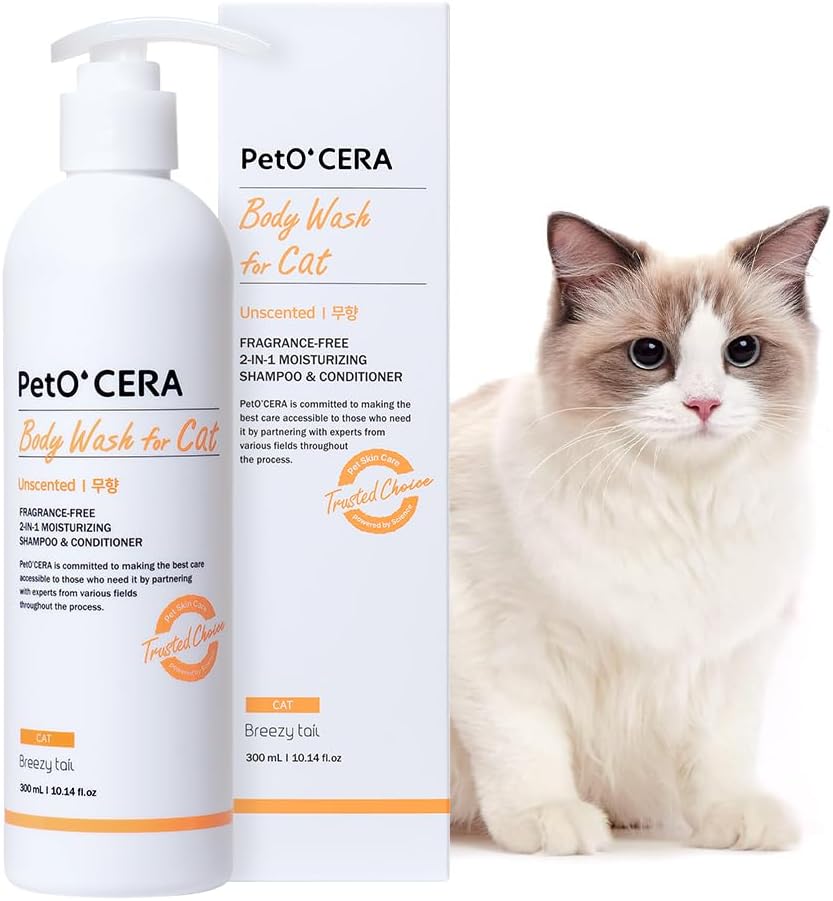 PetO'CERA
Body Wash for Cat
Unscented | 무향
FRAGRANCE-FREE
2-IN-1 MOISTURIZING
SHAMPOO & CONDITIONER
PetO'CERA is committed to making the best care
accessible to those who need it by partnering
with experts from various fields
throughout the process.
Pet Skin Care
Trusted Choice
powered by Science
CAT
Breezy tail
300 mL | 10.14 fl.oz
PetO'CERA
Body Wash
for Cat
Unscented | 무향
FRAGRANCE-FREE
2-IN-1 MOISTURIZING
SHAMPOO & CONDITIONER
PetO'CERA is committed to making the
best care accessible to those who need
it by partnering with experts from
various fields throughout
the process.
Pet Skin Care
Trusted Choice
powered by Science
CAT
Breezy tail
300 mL | 10.14 fl.oz